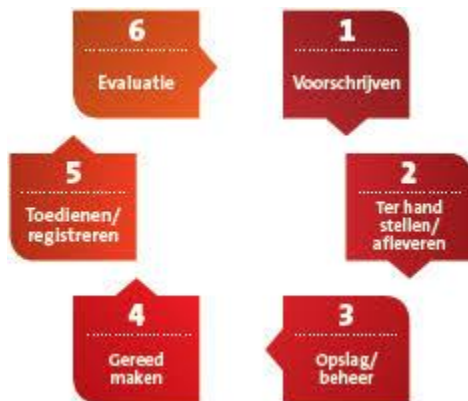 6
Evaluatie
1
Voorschrijven
5
Toedienen/
registreren
2
Ter hand
stellen/
afleveren
4
Gereed
maken
3
Opslag/
beheer